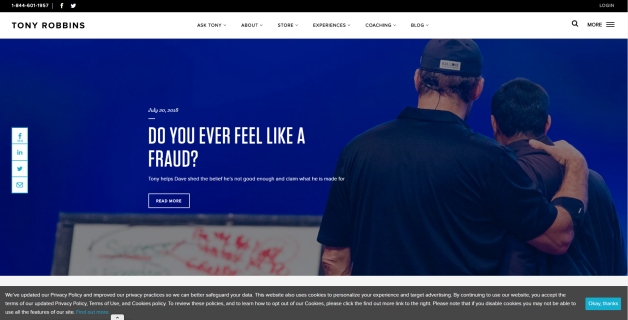 1-844-601-1957
LOGIN
TONY ROBBINS
ASK TONY
ABOUT
STORE
EXPERIENCES
COACHING
BLOG
MORE
July 20, 2018
DO YOU EVER FEEL LIKE A
FRAUD?
Tony helps Dave shed the belief he's not good enough and claim what he is made for
READ MORE
We've updated our Privacy Policy and improved our privacy practices so we can better safeguard your data. This website also uses cookies to personalize your experience and target advertising. By continuing to use our website, you accept the
terms of our updated Privacy Policy, Terms of Use, and Cookies Policy. To review these policies, and to learn how to opt out of our Cookies, please click the find out more link to the right. Please note that if you disable cookies you may not be able to
use all the features of our site. Find out more.
Okay, thanks